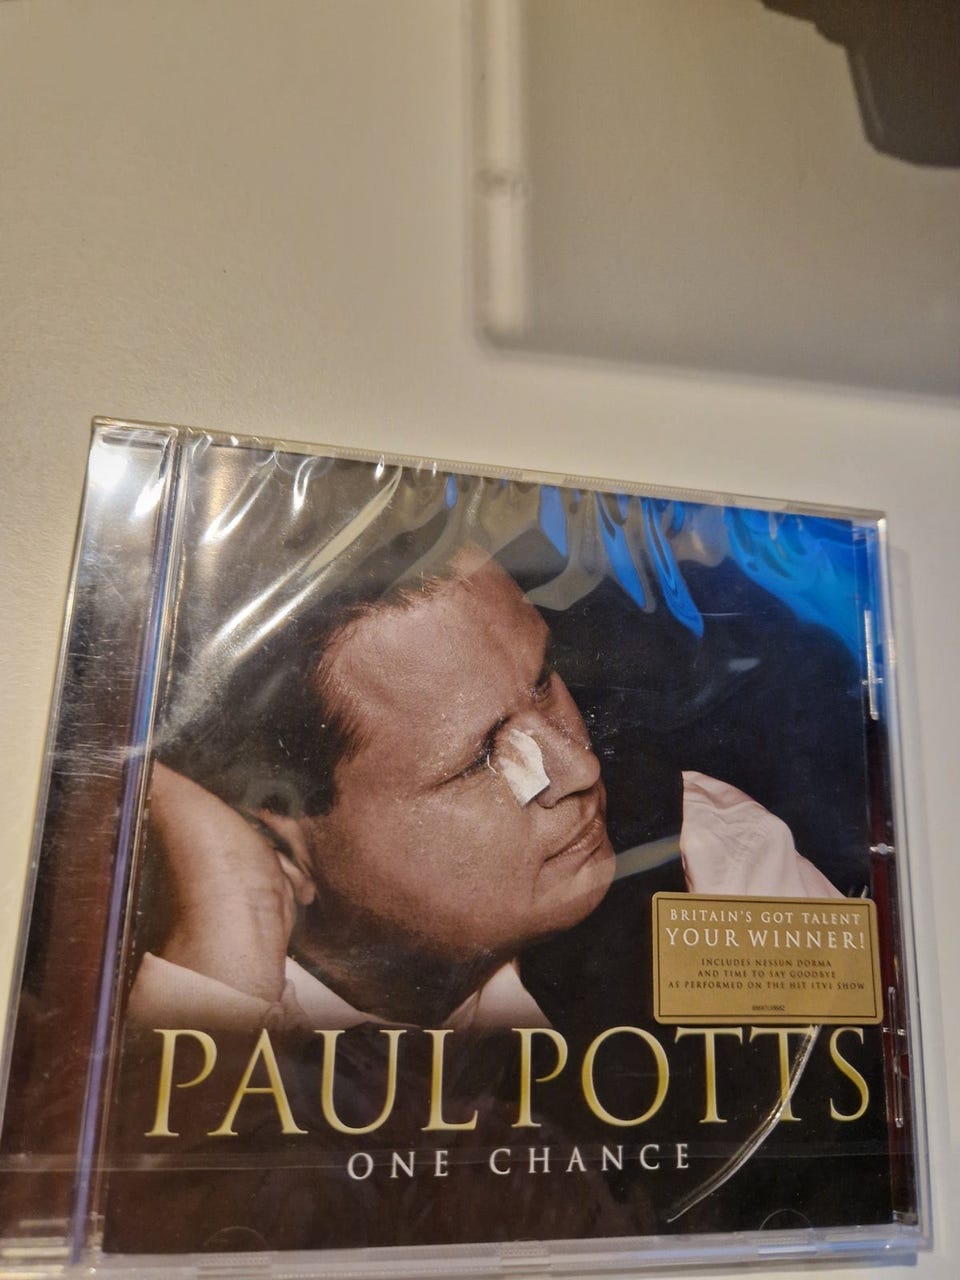 BRITAIN'S GOT TALENT
YOUR WINNER!
INCLUDES NESSUN DORMA
AND TIME TO SAY GOODBYE
AS PERFORMED ON THE HIT ITV1 SHOW
PAUL POTTS
ONE CHANCE